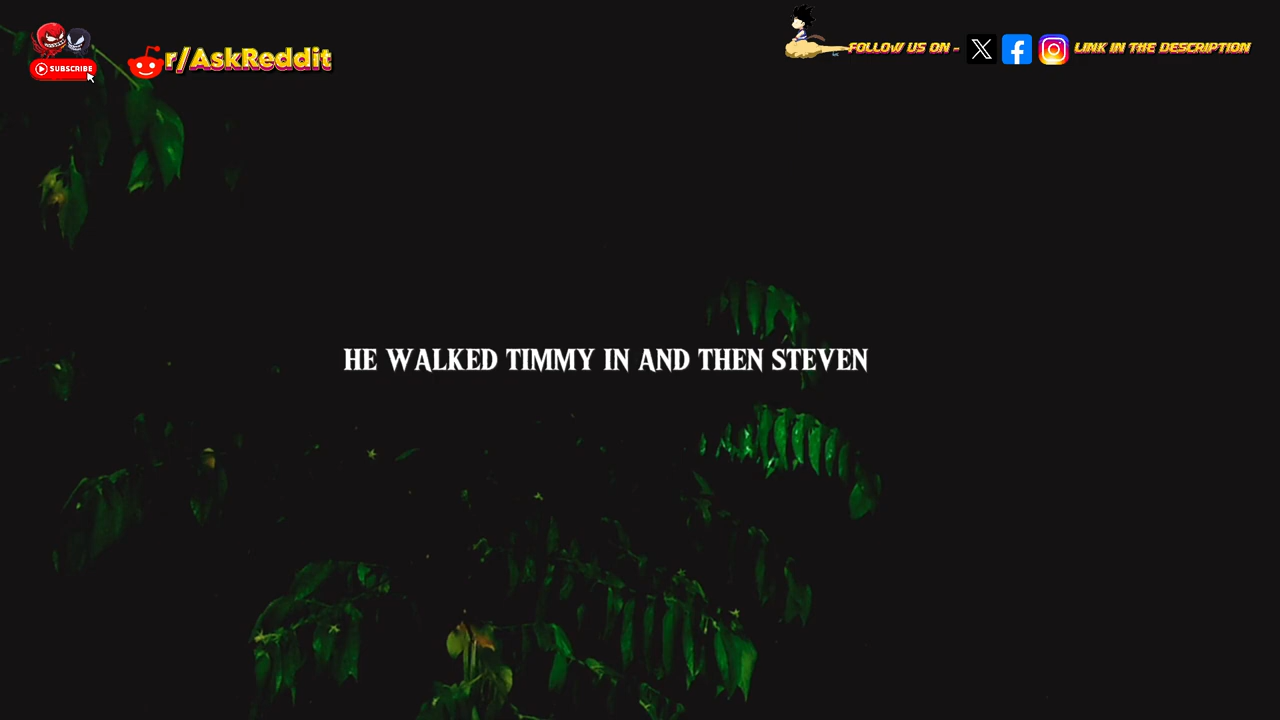 SUBSCRIBE
r/AskReddit
FOLLOW US ON -
LINK IN THE DESCRIPTION
HE WALKED TIMMY IN AND THEN STEVEN